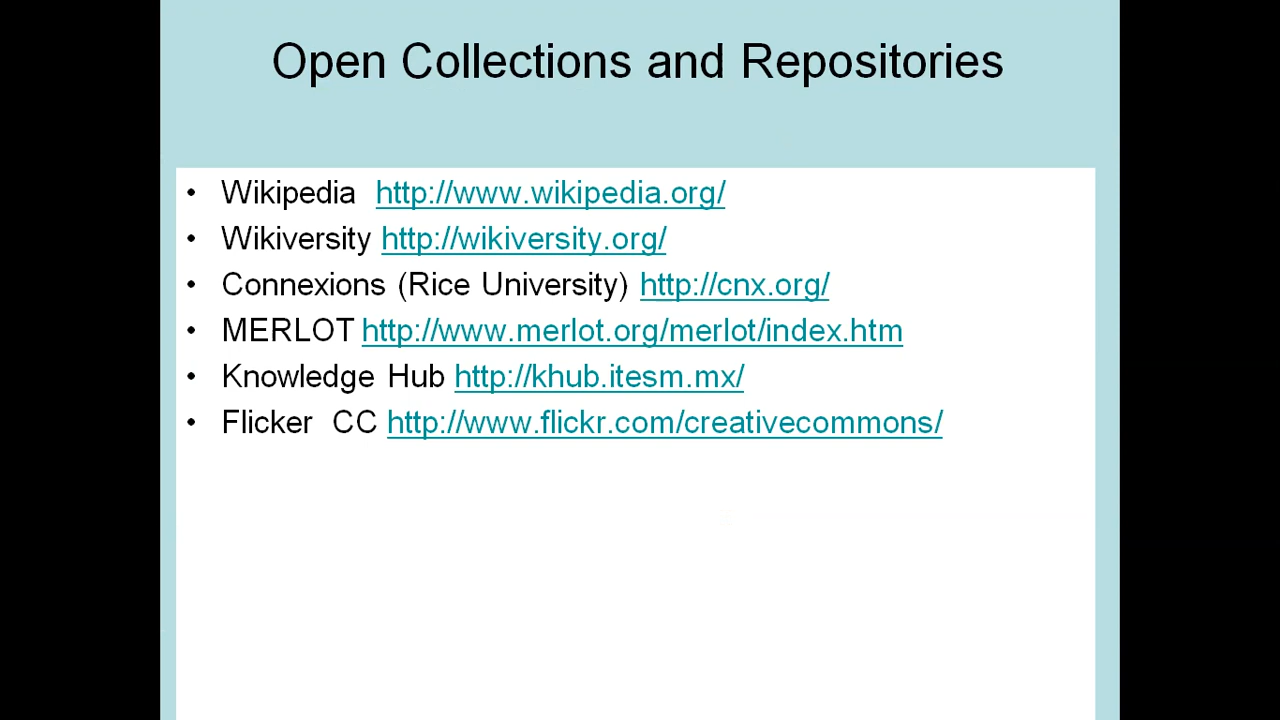 Open Collections and Repositories
• Wikipedia http://www.wikipedia.org/
• Wikiversity http://wikiversity.org/
• Connexions (Rice University) http://cnx.org/
• MERLOT http://www.merlot.org/merlot/index.htm
• Knowledge Hub http://khub.itesm.mx/
• Flicker CC http://www.flickr.com/creativecommons/